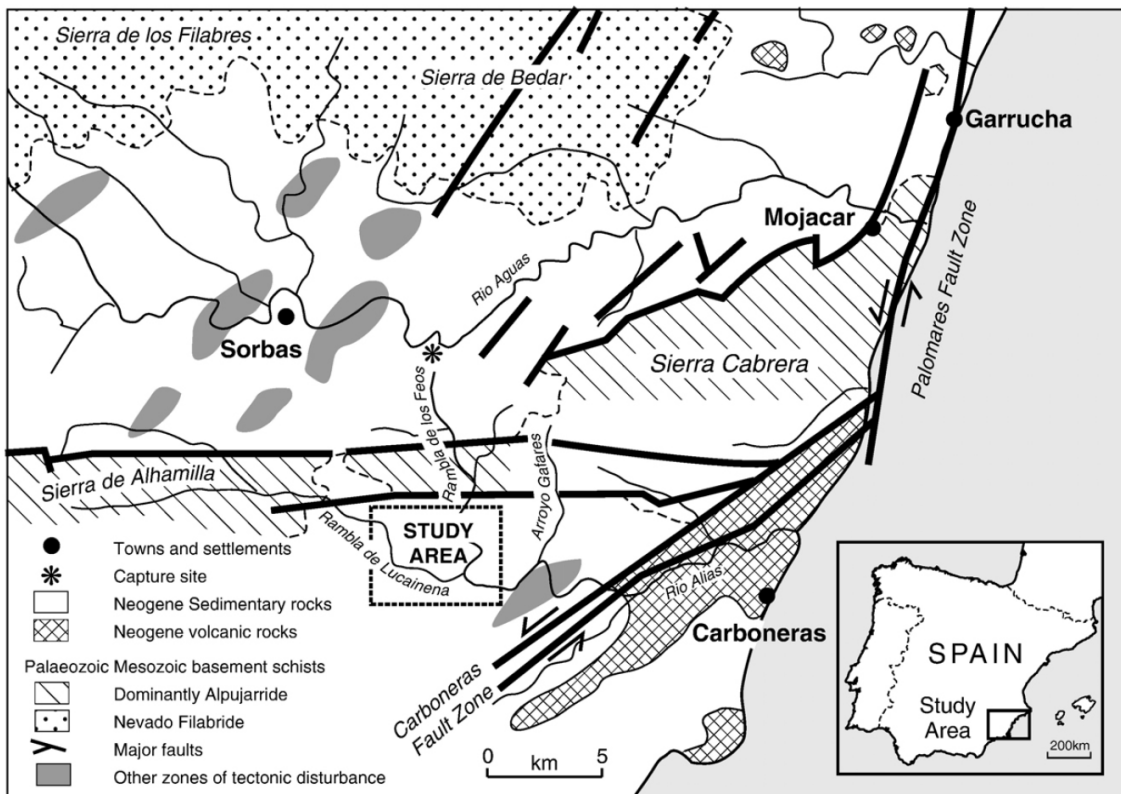 Sierra de los Filabres
Sierra de Bedar
Garrucha
Mojacar
Palomares Fault Zone
Rio Aguas
Sorbas
Sierra Cabrera
Rambla de los Feos
Arroyo Gafares
Sierra de Alhamilla
Rambla de Lucainena
STUDY
AREA
Rio Alias
Carboneras
Carboneras
Fault Zone
Towns and settlements
Capture site
Neogene Sedimentary rocks
Neogene volcanic rocks
Palaeozoic Mesozoic basement schists
Dominantly Alpujarride
Nevado Filabride
Major faults
Other zones of tectonic disturbance
0
5
km
SPAIN
Study
Area
200km